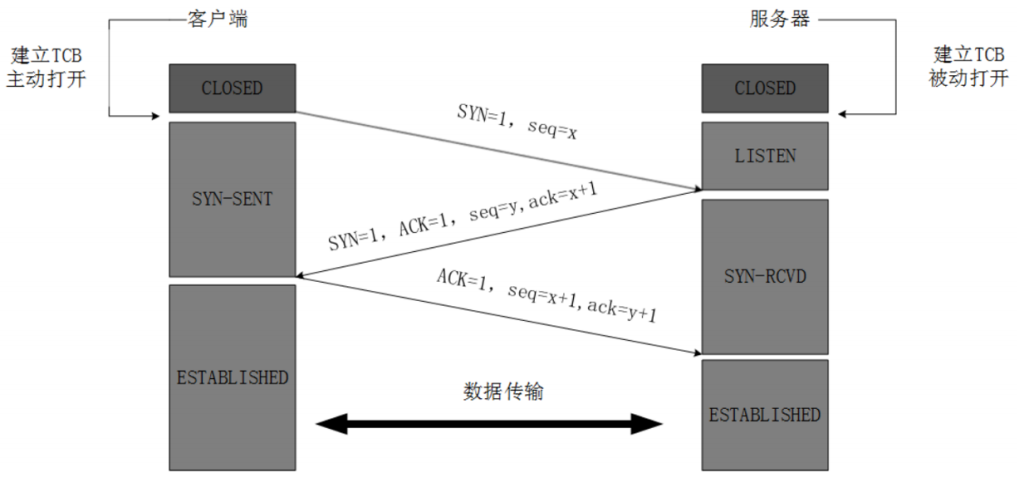 客户端
服务器
建立TCB
主动打开
建立TCB
被动打开
CLOSED
CLOSED
SYN=1, seq=x
LISTEN
SYN-SENT
SYN=1, ACK=1, seq=y,ack=x+1
SYN-RCVD
ACK=1, seq=x+1,ack=y+1
ESTABLISHED
数据传输
ESTABLISHED